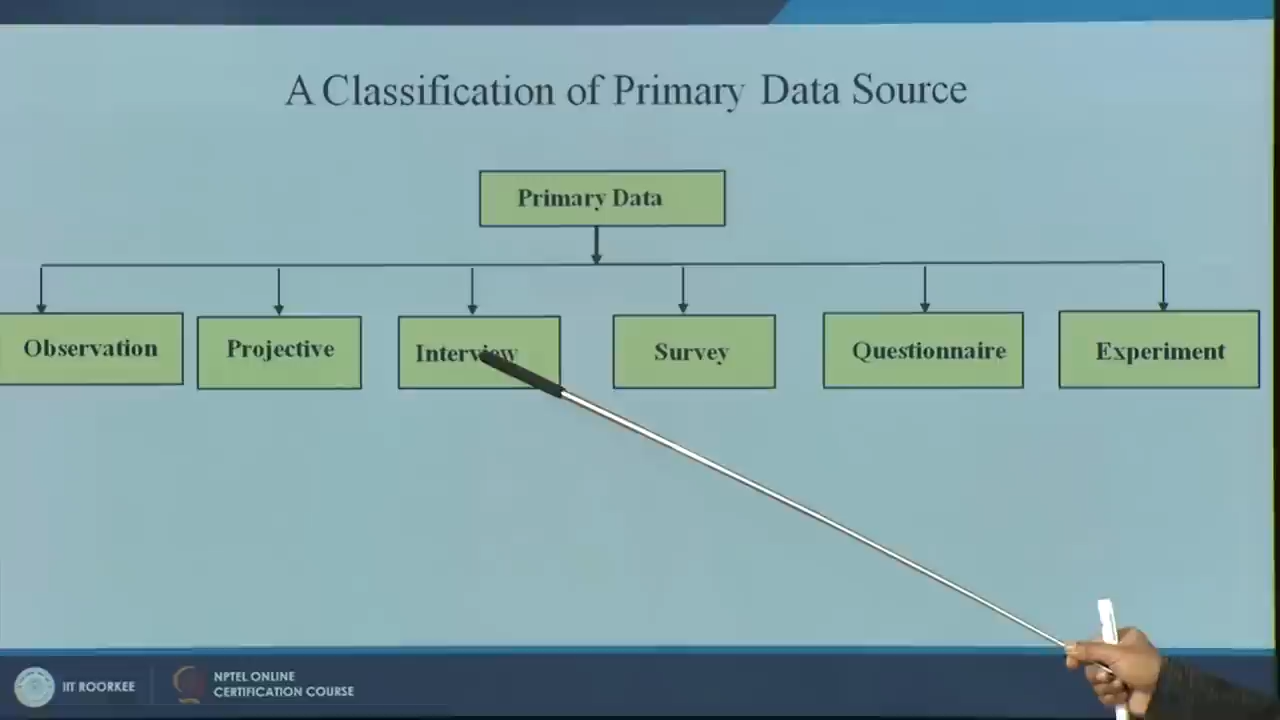 A Classification of Primary Data Source
Primary Data
Observation
Projective
Interview
Survey
Questionnaire
Experiment
IIT ROORKEE
NPTEL ONLINE
CERTIFICATION COURSE